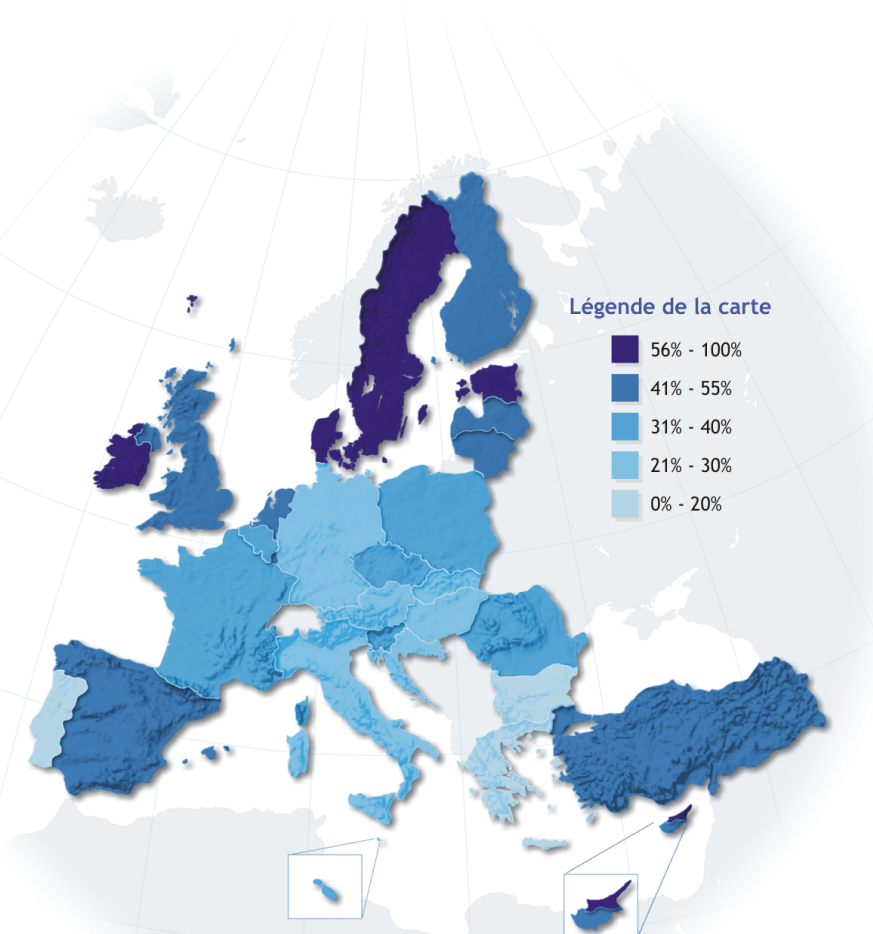 Légende de la carte
56% - 100%
41% - 55%
31% - 40%
21% - 30%
0% - 20%